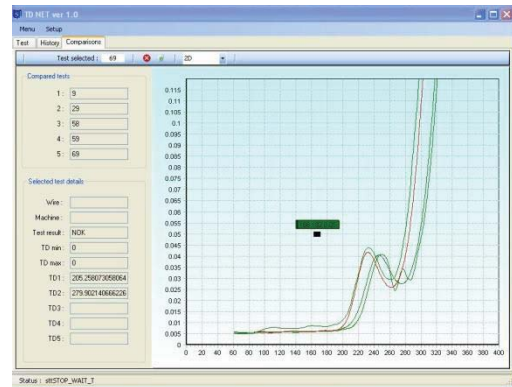 TD NET ver 1.0
Menu Setup
Test History Comparisons
Test selected : 69 2D
Compared tests
1 : 9
2 : 29
3 : 58
4 : 59
5 : 69
Selected test details
Wire :
Machine :
Test result : NOK
TD min : 0
TD max : 0
TD1 : 205.258073058064
TD2 : 279.902140666226
TD3 :
TD4 :
TD5 :
0.115
0.11
0.105
0.1
0.095
0.09
0.085
0.08
0.075
0.07
0.065
0.06
0.055
0.05
0.045
0.04
0.035
0.03
0.025
0.02
0.015
0.01
0.005
0
0 20 40 60 80 100 120 140 160 180 200 220 240 260 280 300 320 340 360 380 400
Status : sttSTOP_WAIT_T